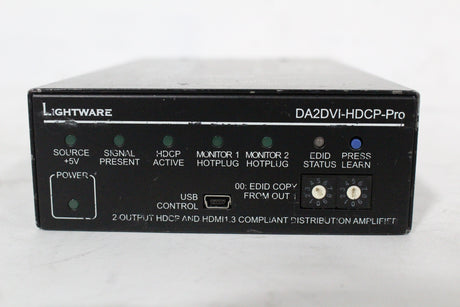 LIGHTWARE DA2DVI-HDCP-Pro
SOURCE +5V
SIGNAL PRESENT
HDCP ACTIVE
MONITOR 1 HOTPLUG
MONITOR 2 HOTPLUG
EDID STATUS
PRESS LEARN
POWER
USB CONTROL
00: EDID COPY
FROM OUT 1
2-OUTPUT HDCP AND HDMI1.3 COMPLIANT DISTRIBUTION AMPLIFIER